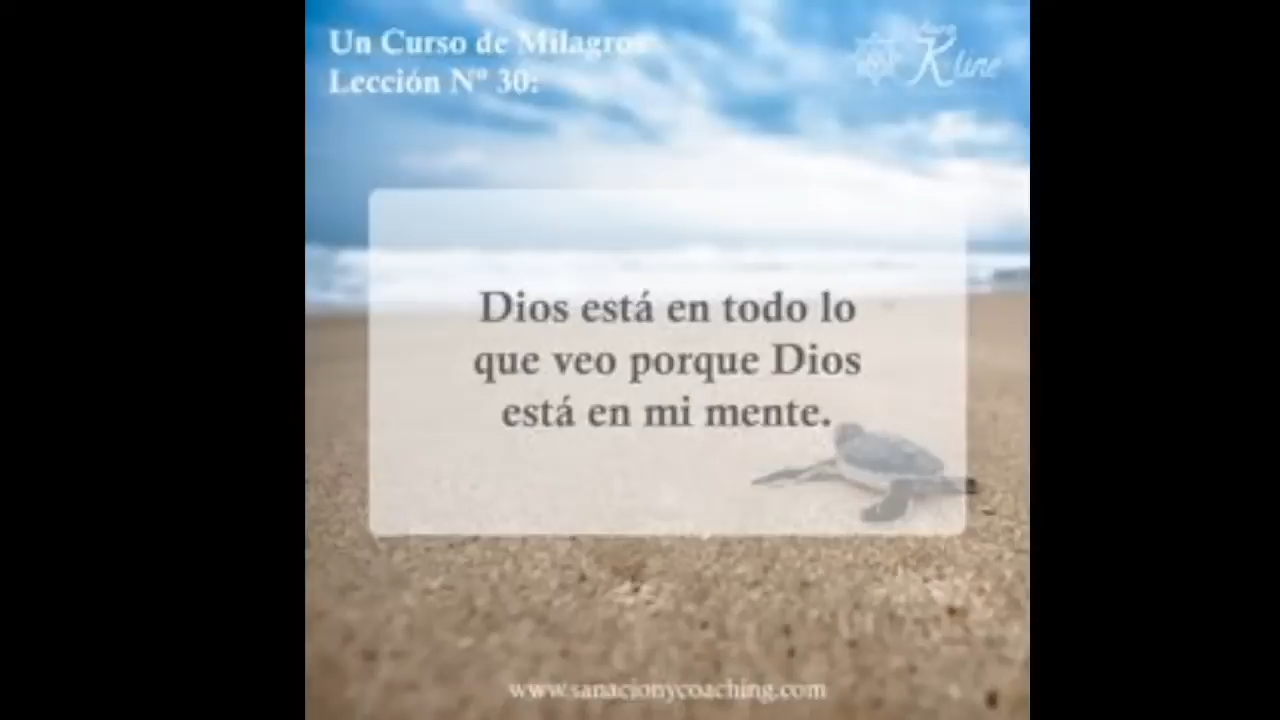 Un Curso de Milagros
Lección Nº 30:
Kline
Dios está en todo lo
que veo porque Dios
está en mi mente.
www.sanacionycoaching.com